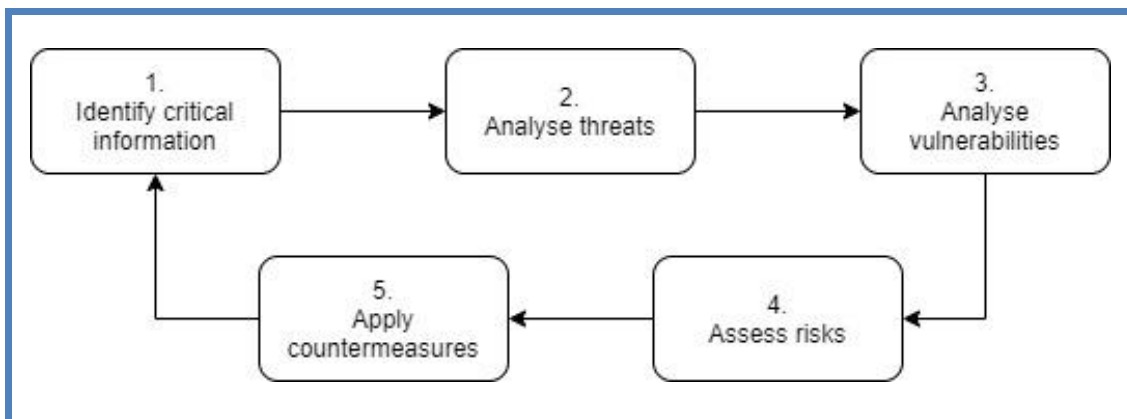 1.
Identify critical
information
2.
Analyse threats
3.
Analyse
vulnerabilities
4.
Assess risks
5.
Apply
countermeasures